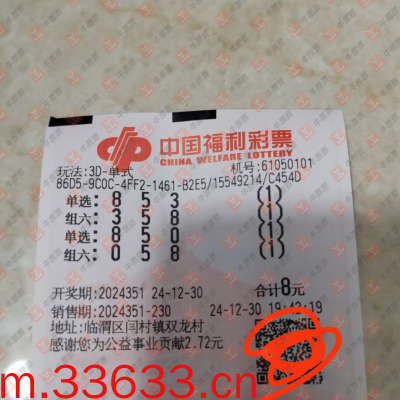 中国福利彩票
CHINA WELFARE LOTTERY
玩法:3D-单式 机号:61050101
86D5-9C0C-4FF2-1461-B2E5/15549214/C454D
单选: 8 5 3 (1)
组六: 3 5 8 (1)
单选: 8 5 0 (1)
组六: 0 5 8 (1)
开奖期:2024351 24-12-30 合计8元
销售期:2024351-230 24-12-30 19:43:19
地址:临渭区闫村镇双龙村
感谢您为公益事业贡献2.72元
m.33633.cn